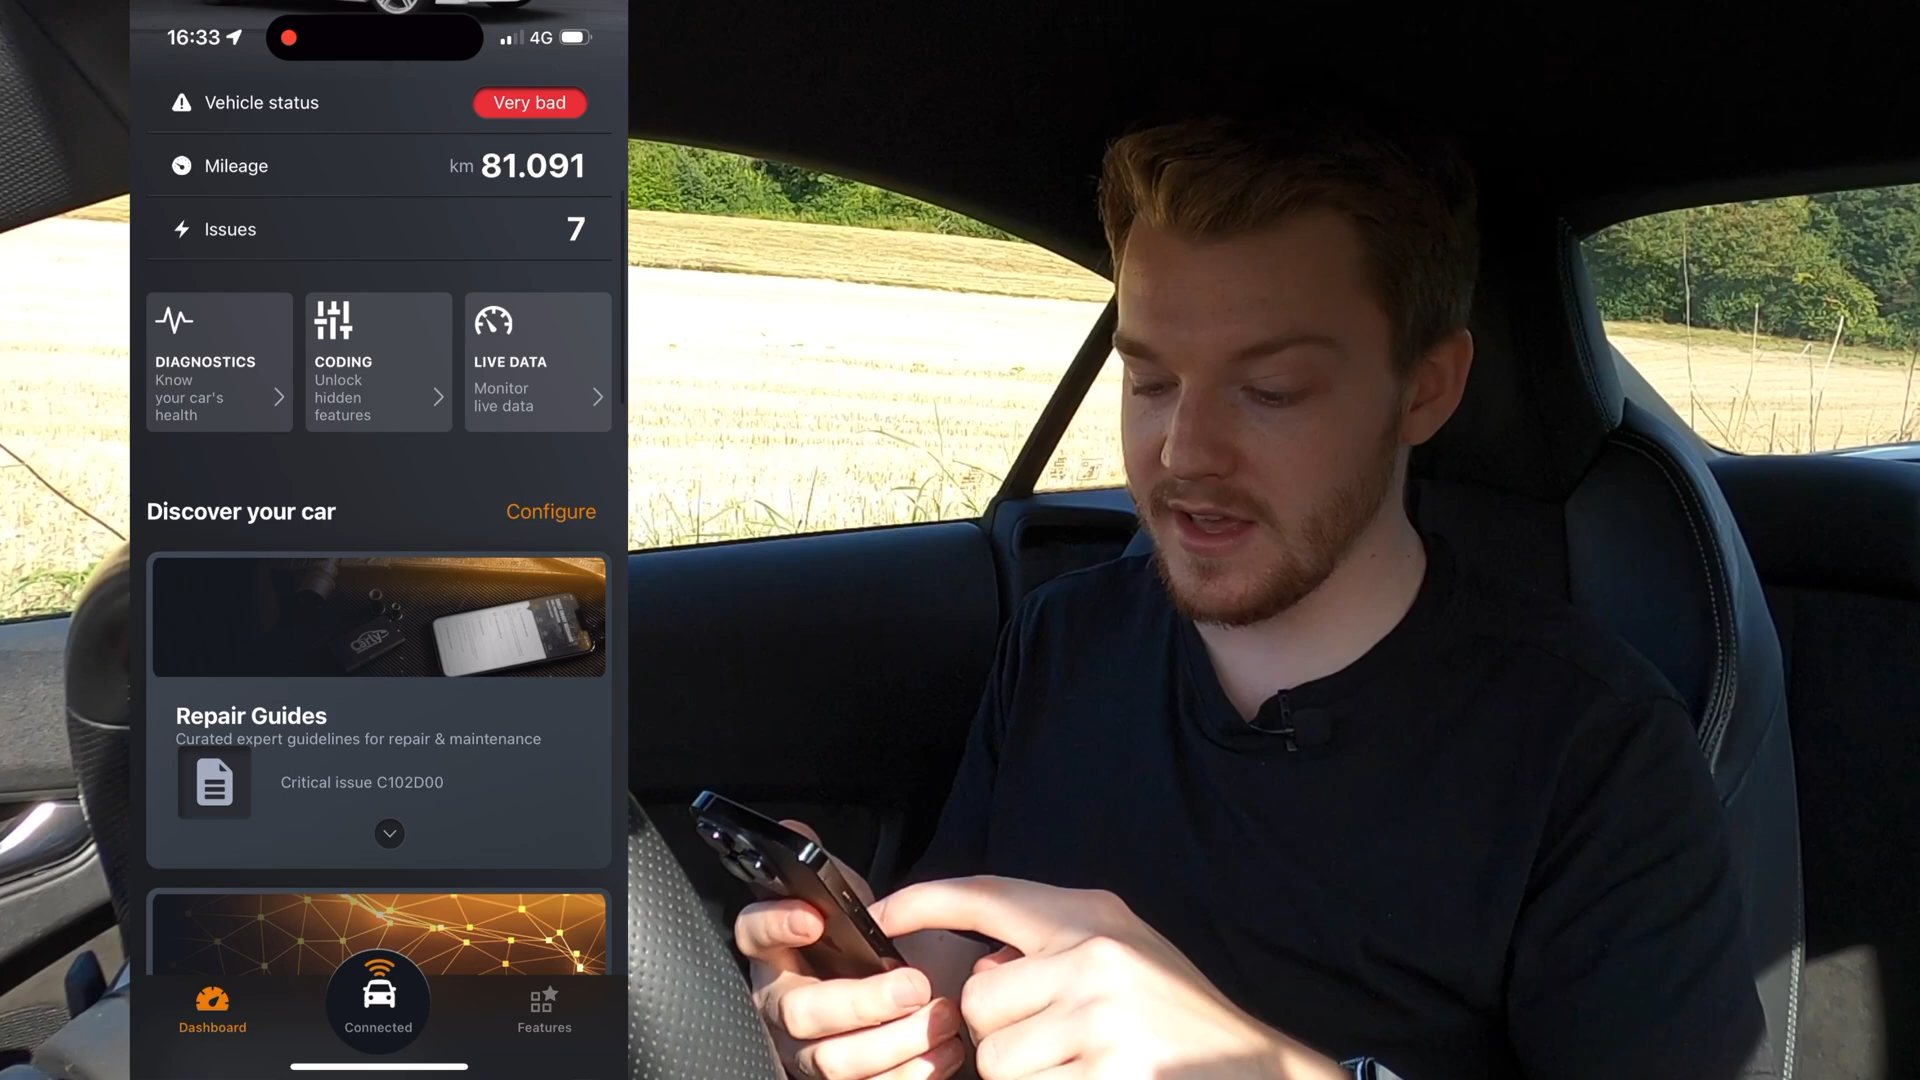 16:33
4G
Vehicle status
Very bad
Mileage
km 81.091
Issues
7
DIAGNOSTICS
Know
your car's
health
CODING
Unlock
hidden
features
LIVE DATA
Monitor
live data
Discover your car
Configure
Carly
Repair Guides
Curated expert guidelines for repair & maintenance
Critical issue C102D00
Dashboard
Connected
Features